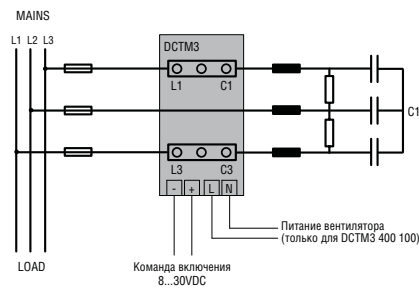 MAINS
L1 L2 L3
DCTM3
L1 C1
C1
L3 C3
- + L N
Питание вентилятора
(только для DCTM3 400 100)
LOAD
Команда включения
8...30VDC